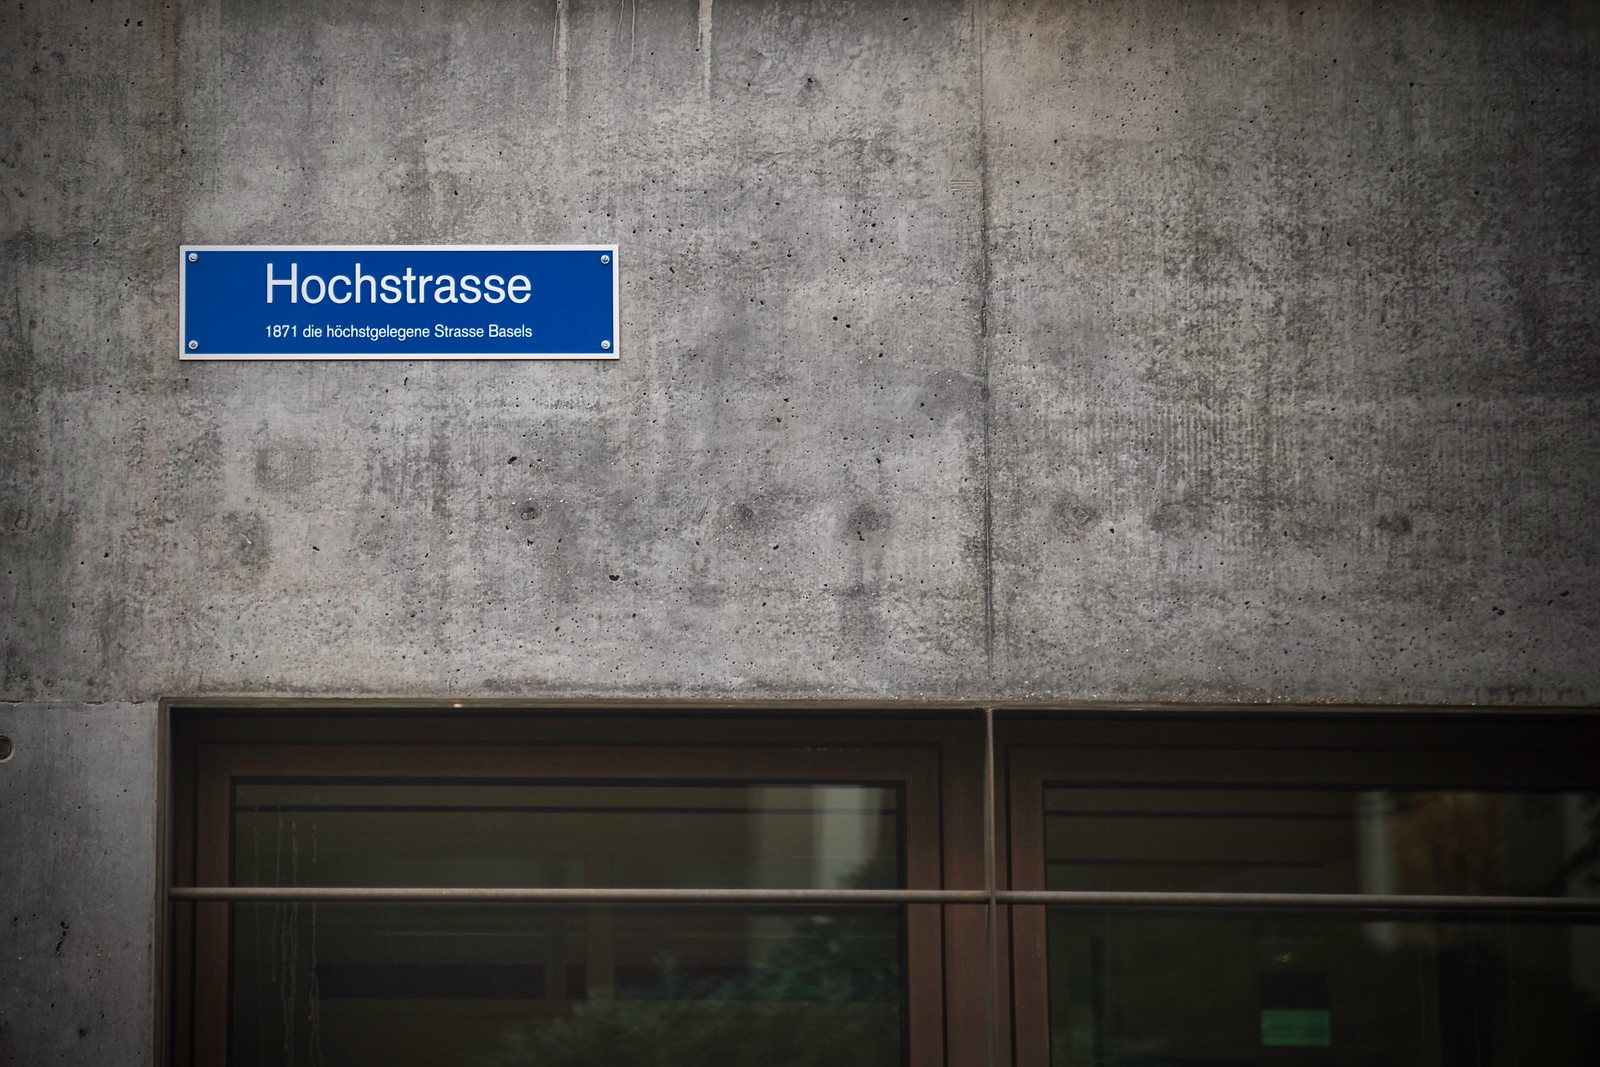 Hochstrasse
1871 die höchstgelegene Strasse Basels